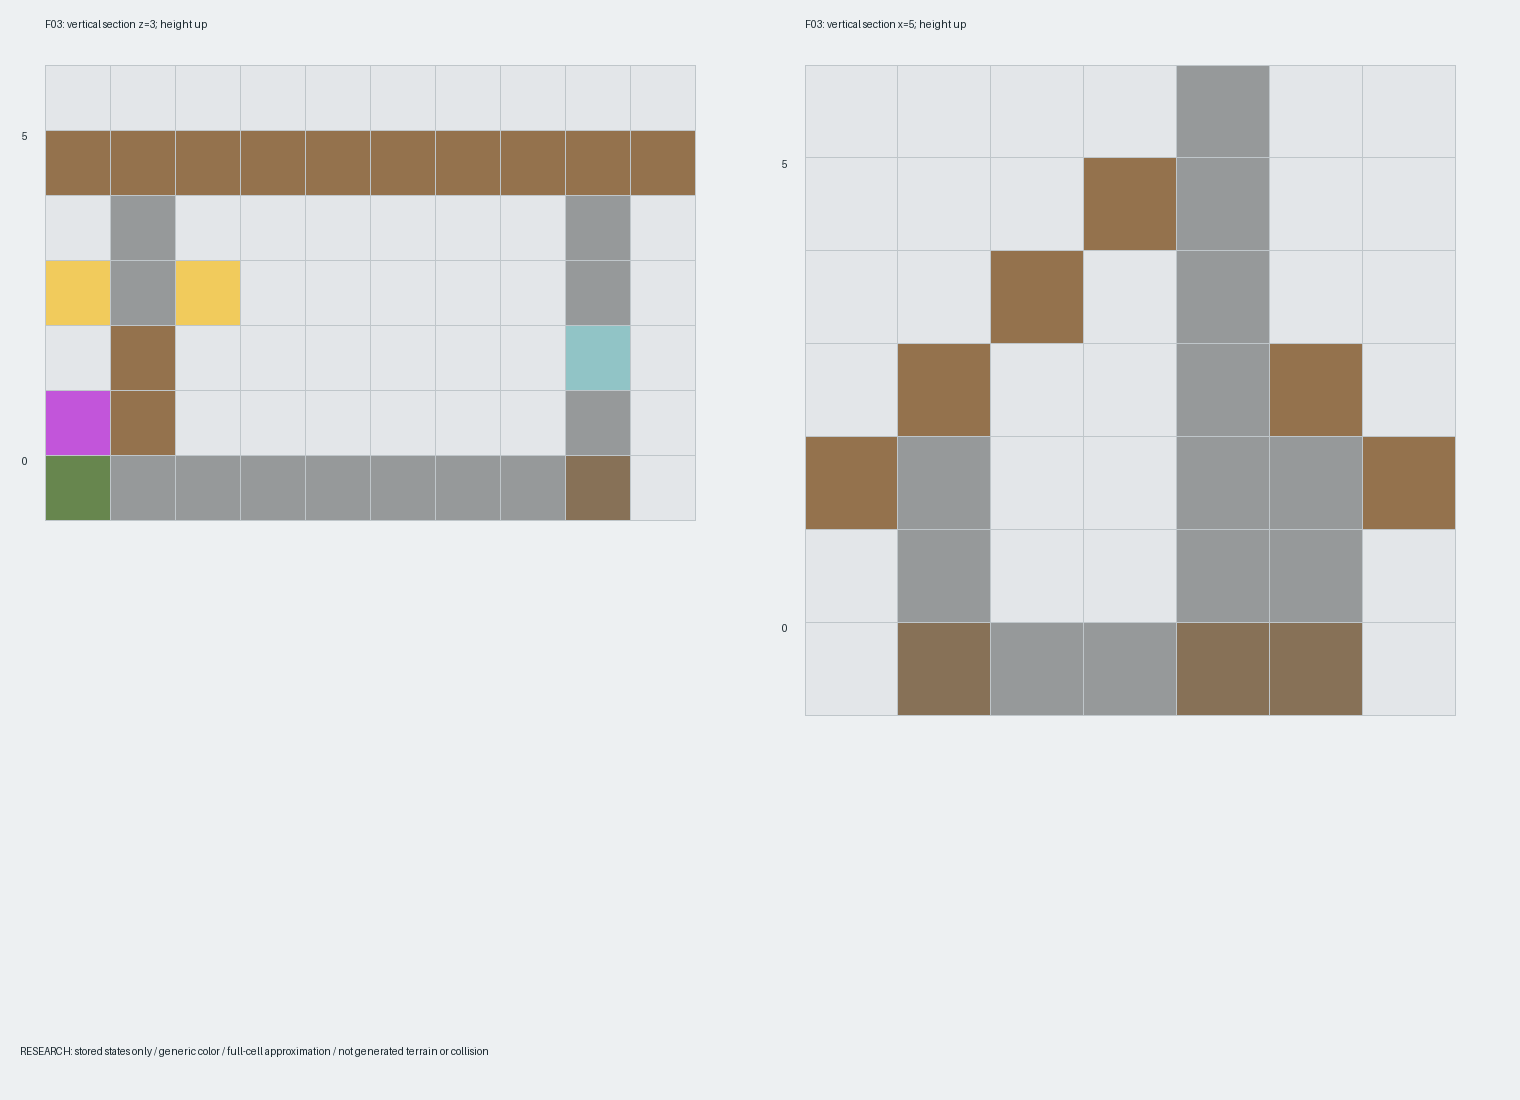 F03: vertical section z=3; height up
F03: vertical section x=5; height up
5
5
0
0
RESEARCH: stored states only / generic color / full-cell approximation / not generated terrain or collision